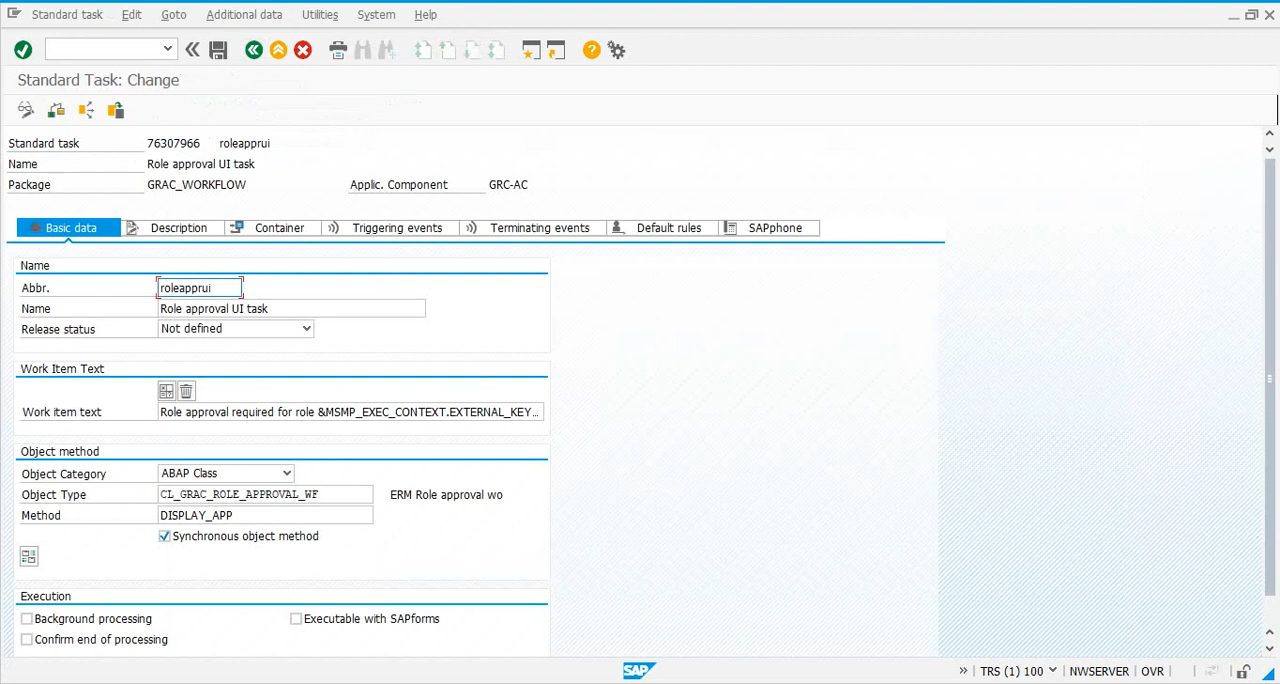 Standard task Edit Goto Additional data Utilities System Help
Standard Task: Change
Standard task 76307966 roleapprui
Name Role approval UI task
Package GRAC_WORKFLOW Applic. Component GRC-AC
Basic data Description Container Triggering events Terminating events Default rules SAPphone
Name
Abbr. roleapprui
Name Role approval UI task
Release status Not defined
Work Item Text
Work item text Role approval required for role &MSMP_EXEC_CONTEXT.EXTERNAL_KEY...
Object method
Object Category ABAP Class
Object Type CL_GRAC_ROLE_APPROVAL_WF ERM Role approval wo
Method DISPLAY_APP
Synchronous object method
Execution
Background processing Executable with SAPforms
Confirm end of processing
SAP TRS (1) 100 NWSERVER OVR